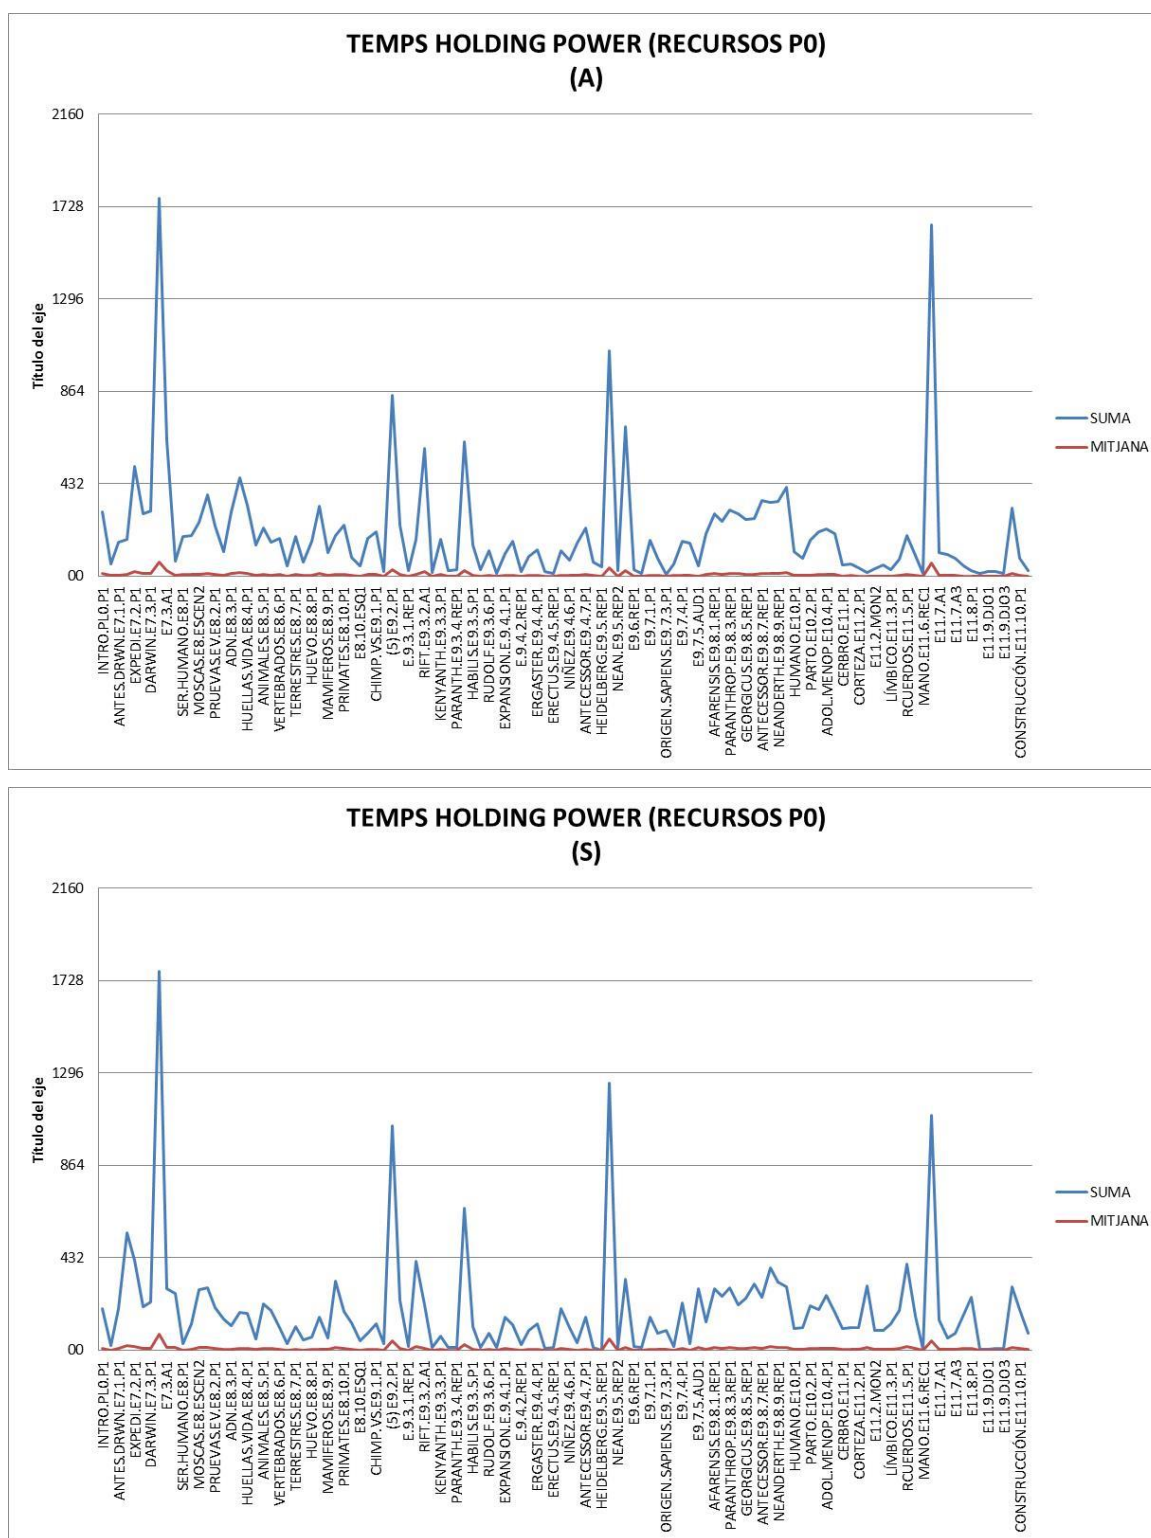 TEMPS HOLDING POWER (RECURSOS P0)
(A)
2160
1728
1296
864
432
00
Título del eje
SUMA
MITJANA
INTRO.PL0.P1
ANTES.DRWN.E7.1.P1
EXPEDI.E7.2.P1
DARWIN.E7.3.P1
E7.3.A1
SER.HUMANO.E8.P1
MOSCAS.E8.ESCEN2
PRUEVAS.EV.E8.2.P1
ADN.E8.3.P1
HUELLAS.VIDA.E8.4.P1
ANIMALES.E8.5.P1
VERTEBRADOS.E8.6.P1
TERRESTRES.E8.7.P1
HUEVO.E8.8.P1
MAMIFEROS.E8.9.P1
PRIMATES.E8.10.P1
E8.10.ESQ1
CHIMP.VS.E9.1.P1
(5) E9.2.P1
E.9.3.1.REP1
RIFT.E9.3.2.A1
KENYANTH.E9.3.3.P1
PARANTH.E9.3.4.REP1
HABILIS.E9.3.5.P1
RUDOLF.E9.3.6.P1
EXPANSION.E.9.4.1.P1
E.9.4.2.REP1
ERGASTER.E9.4.4.P1
ERECTUS.E9.4.5.REP1
NIÑEZ.E9.4.6.P1
ANTECESSOR.E9.4.7.P1
HEIDELBERG.E9.5.REP1
NEAN.E9.5.REP2
E9.6.REP1
E9.7.1.P1
ORIGEN.SAPIENS.E9.7.3.P1
E9.7.4.P1
E9.7.5.AUD1
AFARENSIS.E9.8.1.REP1
PARANTHROP.E9.8.3.REP1
GEORGICUS.E9.8.5.REP1
ANTECESSOR.E9.8.7.REP1
NEANDERTH.E9.8.9.REP1
HUMANO.E10.P1
PARTO.E10.2.P1
ADOL.MENOP.E10.4.P1
CERBRO.E11.P1
CORTEZA.E11.2.P1
E11.2.MON2
LÍMBICO.E11.3.P1
RCUERDOS.E11.5.P1
MANO.E11.6.REC1
E11.7.A1
E11.7.A3
E11.8.P1
E11.9.DJO1
E11.9.DJO3
CONSTRUCCIÓN.E11.10.P1
TEMPS HOLDING POWER (RECURSOS P0)
(S)
2160
1728
1296
864
432
00
Título del eje
SUMA
MITJANA
INTRO.PL0.P1
ANTES.DRWN.E7.1.P1
EXPEDI.E7.2.P1
DARWIN.E7.3.P1
E7.3.A1
SER.HUMANO.E8.P1
MOSCAS.E8.ESCEN2
PRUEVAS.EV.E8.2.P1
ADN.E8.3.P1
HUELLAS.VIDA.E8.4.P1
ANIMALES.E8.5.P1
VERTEBRADOS.E8.6.P1
TERRESTRES.E8.7.P1
HUEVO.E8.8.P1
MAMIFEROS.E8.9.P1
PRIMATES.E8.10.P1
E8.10.ESQ1
CHIMP.VS.E9.1.P1
(5) E9.2.P1
E.9.3.1.REP1
RIFT.E9.3.2.A1
KENYANTH.E9.3.3.P1
PARANTH.E9.3.4.REP1
HABILIS.E9.3.5.P1
RUDOLF.E9.3.6.P1
EXPANSION.E.9.4.1.P1
E.9.4.2.REP1
ERGASTER.E9.4.4.P1
ERECTUS.E9.4.5.REP1
NIÑEZ.E9.4.6.P1
ANTECESSOR.E9.4.7.P1
HEIDELBERG.E9.5.REP1
NEAN.E9.5.REP2
E9.6.REP1
E9.7.1.P1
ORIGEN.SAPIENS.E9.7.3.P1
E9.7.4.P1
E9.7.5.AUD1
AFARENSIS.E9.8.1.REP1
PARANTHROP.E9.8.3.REP1
GEORGICUS.E9.8.5.REP1
ANTECESSOR.E9.8.7.REP1
NEANDERTH.E9.8.9.REP1
HUMANO.E10.P1
PARTO.E10.2.P1
ADOL.MENOP.E10.4.P1
CERBRO.E11.P1
CORTEZA.E11.2.P1
E11.2.MON2
LÍMBICO.E11.3.P1
RCUERDOS.E11.5.P1
MANO.E11.6.REC1
E11.7.A1
E11.7.A3
E11.8.P1
E11.9.DJO1
E11.9.DJO3
CONSTRUCCIÓN.E11.10.P1